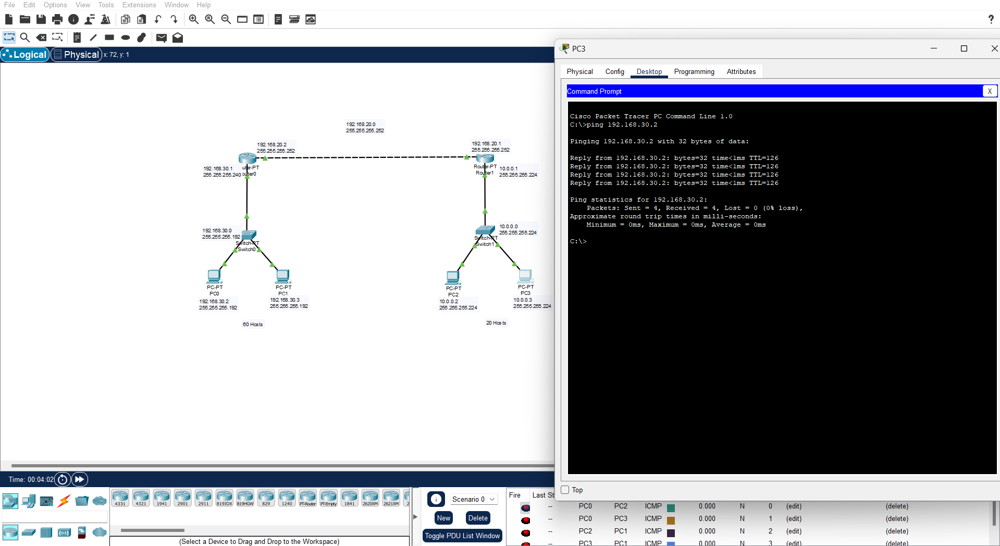 File Edit Options View Tools Extensions Window Help
?
Logical Physical x: 72, y: 1
192.168.20.0
255.255.255.252
192.168.20.2
255.255.255.252
192.168.20.1
255.255.255.252
192.168.30.1
255.255.255.240
uter-PT
outer0
Router-PT
Router1
10.0.0.1
255.255.255.224
192.168.30.0
255.255.255.192
Switch-PT
Switch0
10.0.0.0
255.255.255.224
Switch-PT
Switch1
PC-PT
PC0
192.168.30.2
255.255.255.192
PC-PT
PC1
192.168.30.3
255.255.255.192
PC-PT
PC2
10.0.0.2
255.255.255.224
PC-PT
PC3
10.0.0.3
255.255.255.224
60 Hosts
20 Hosts
PC3
Physical Config Desktop Programming Attributes
Command Prompt X
Cisco Packet Tracer PC Command Line 1.0
C:\>ping 192.168.30.2
Pinging 192.168.30.2 with 32 bytes of data:
Reply from 192.168.30.2: bytes=32 time<1ms TTL=126
Reply from 192.168.30.2: bytes=32 time<1ms TTL=126
Reply from 192.168.30.2: bytes=32 time<1ms TTL=126
Reply from 192.168.30.2: bytes=32 time<1ms TTL=126
Ping statistics for 192.168.30.2:
Packets: Sent = 4, Received = 4, Lost = 0 (0% loss),
Approximate round trip times in milli-seconds:
Minimum = 0ms, Maximum = 0ms, Average = 0ms
C:\>
Top
Time: 00:04:02
4331 4321 1941 2901 2911 819IOX 819HGW 829 1240 PT-Router PT-Empty 1841 2620XM 2621XM 2
(Select a Device to Drag and Drop to the Workspace)
Scenario 0
New Delete
Toggle PDU List Window
Fire Last St
-- PC0 PC2 ICMP 0.000 N 0 (edit) (delete)
-- PC0 PC3 ICMP 0.000 N 1 (edit) (delete)
-- PC2 PC1 ICMP 0.000 N 2 (edit) (delete)
-- PC3 PC1 ICMP 0.000 N 3 (edit) (delete)